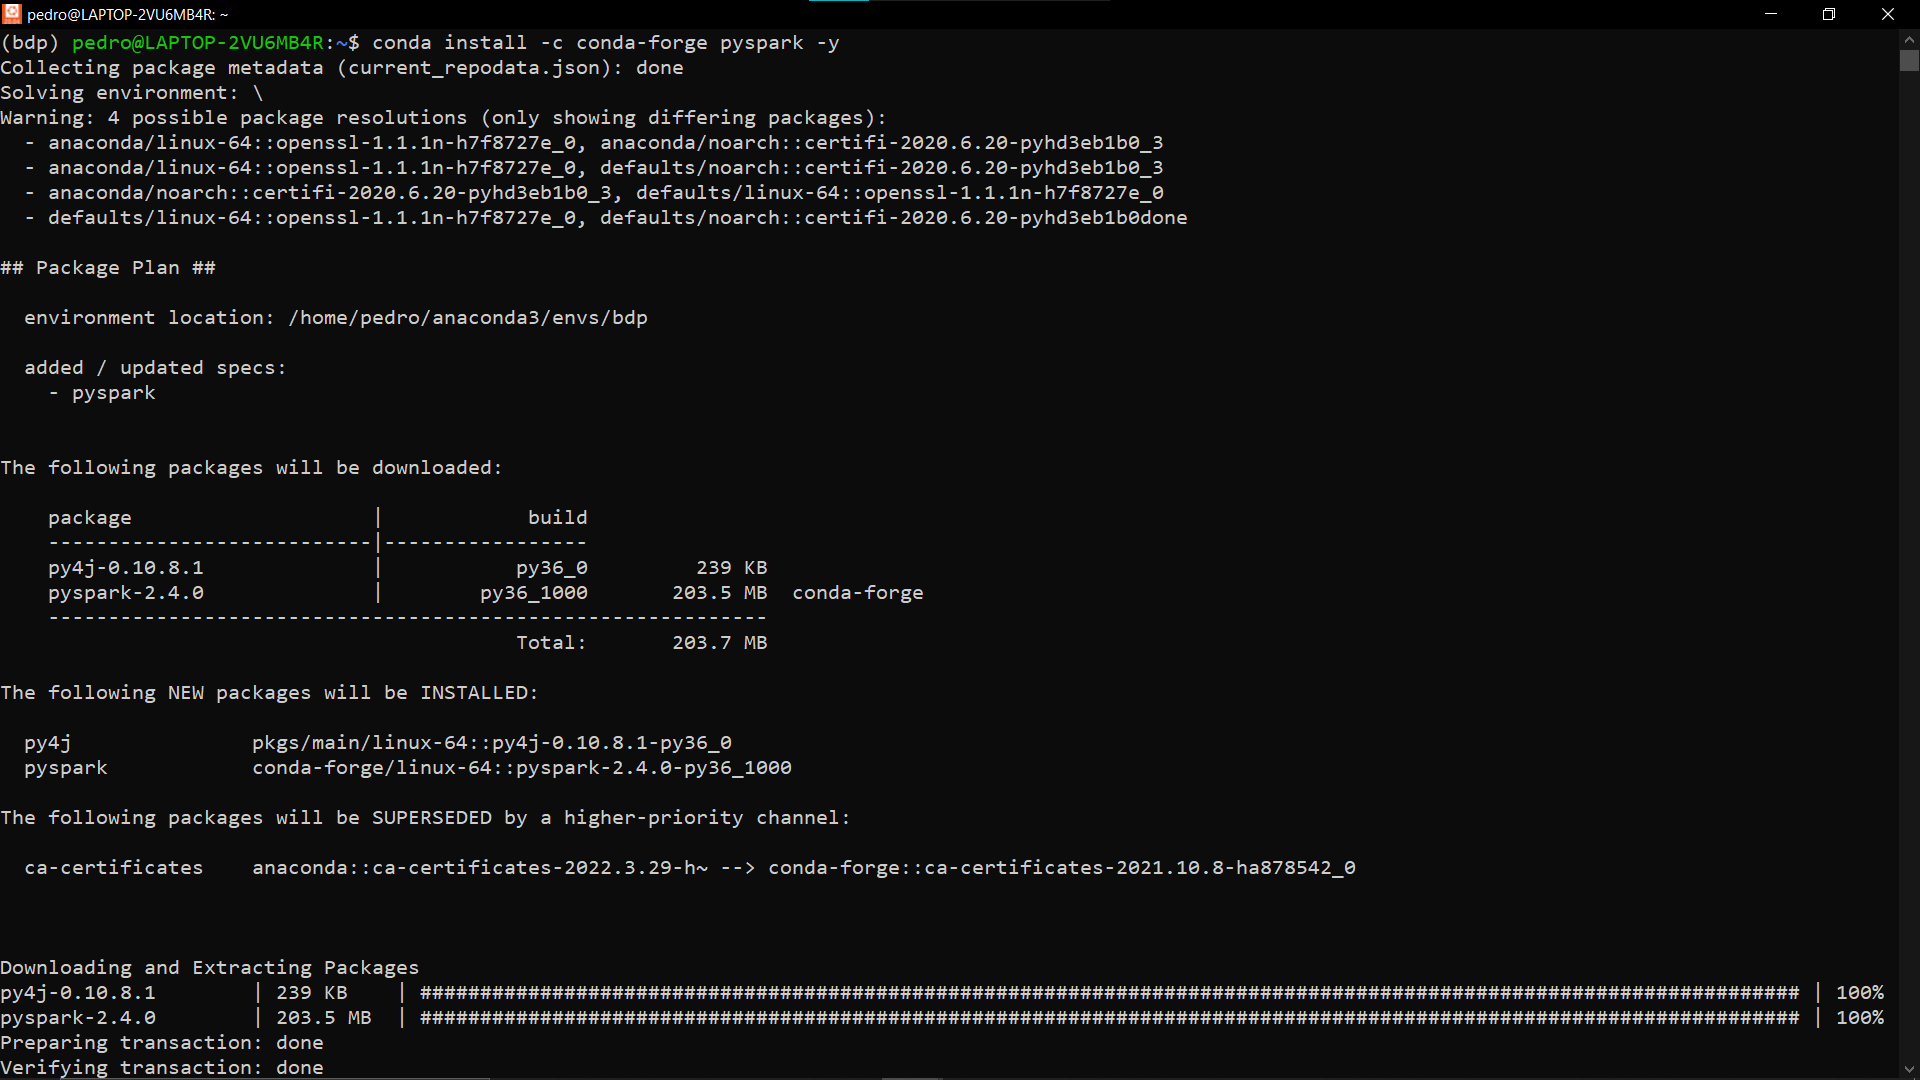 pedro@LAPTOP-2VU6MB4R: ~
(bdp) pedro@LAPTOP-2VU6MB4R:~$ conda install -c conda-forge pyspark -y
Collecting package metadata (current_repodata.json): done
Solving environment: \
Warning: 4 possible package resolutions (only showing differing packages):
  - anaconda/linux-64::openssl-1.1.1n-h7f8727e_0, anaconda/noarch::certifi-2020.6.20-pyhd3eb1b0_3
  - anaconda/linux-64::openssl-1.1.1n-h7f8727e_0, defaults/noarch::certifi-2020.6.20-pyhd3eb1b0_3
  - anaconda/noarch::certifi-2020.6.20-pyhd3eb1b0_3, defaults/linux-64::openssl-1.1.1n-h7f8727e_0
  - defaults/linux-64::openssl-1.1.1n-h7f8727e_0, defaults/noarch::certifi-2020.6.20-pyhd3eb1b0done
## Package Plan ##
  environment location: /home/pedro/anaconda3/envs/bdp
  added / updated specs:
    - pyspark
The following packages will be downloaded:
    package                    |            build
    ---------------------------|-----------------
    py4j-0.10.8.1              |           py36_0         239 KB
    pyspark-2.4.0              |        py36_1000       203.5 MB  conda-forge
    ------------------------------------------------------------
                                           Total:       203.7 MB
The following NEW packages will be INSTALLED:
  py4j               pkgs/main/linux-64::py4j-0.10.8.1-py36_0
  pyspark            conda-forge/linux-64::pyspark-2.4.0-py36_1000
The following packages will be SUPERSEDED by a higher-priority channel:
  ca-certificates    anaconda::ca-certificates-2022.3.29-h~ --> conda-forge::ca-certificates-2021.10.8-ha878542_0
Downloading and Extracting Packages
py4j-0.10.8.1        | 239 KB    | ################################################################################################################### | 100%
pyspark-2.4.0        | 203.5 MB  | ################################################################################################################### | 100%
Preparing transaction: done
Verifying transaction: done